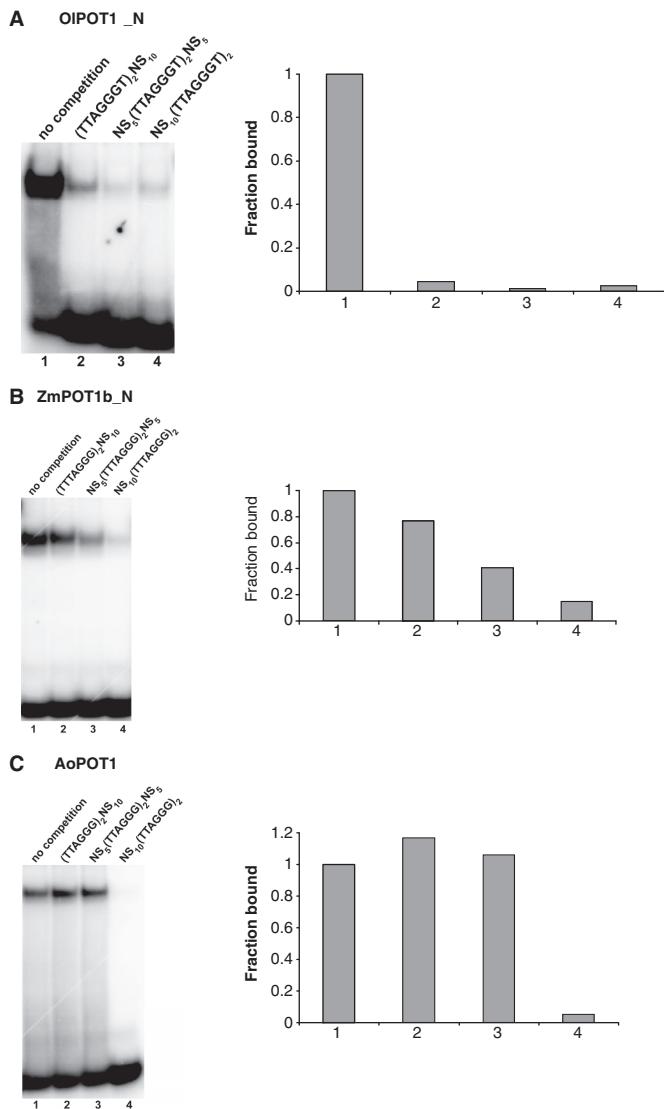 A OlPOT1 _N
no competition
(TTAGGGT)2NS10
NS5(TTAGGGT)2NS5
NS10(TTAGGGT)2
1 2 3 4
Fraction bound
1
0.8
0.6
0.4
0.2
0
1 2 3 4
B ZmPOT1b_N
no competition
(TTTAGGG)2NS10
NS5(TTTAGGG)2NS5
NS10(TTTAGGG)2
1 2 3 4
Fraction bound
1
0.8
0.6
0.4
0.2
0
1 2 3 4
C AoPOT1
no competition
(TTAGGG)2NS10
NS5(TTAGGG)2NS5
NS10(TTAGGG)2
1 2 3 4
Fraction bound
1.2
1
0.8
0.6
0.4
0.2
0
1 2 3 4